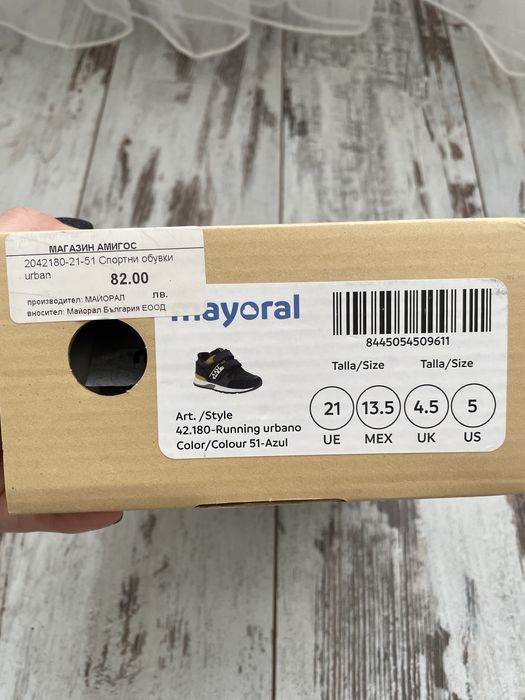 МАГАЗИН АМИГОС
2042180-21-51 Спортни обувки
urban
82.00
лв.
производител: МАЙОРАЛ
вносител: Майорал България ЕООД
mayoral
8445054509611
Talla/Size Talla/Size
21 13.5 4.5 5
UE MEX UK US
Art. /Style
42.180-Running urbano
Color/Colour 51-Azul